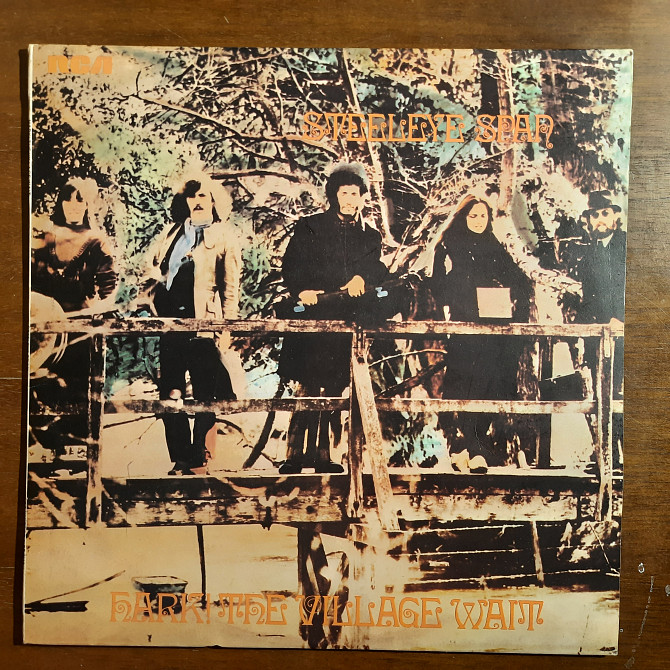 RCA
STEELEYE SPAN
HARK! THE VILLAGE WAIT